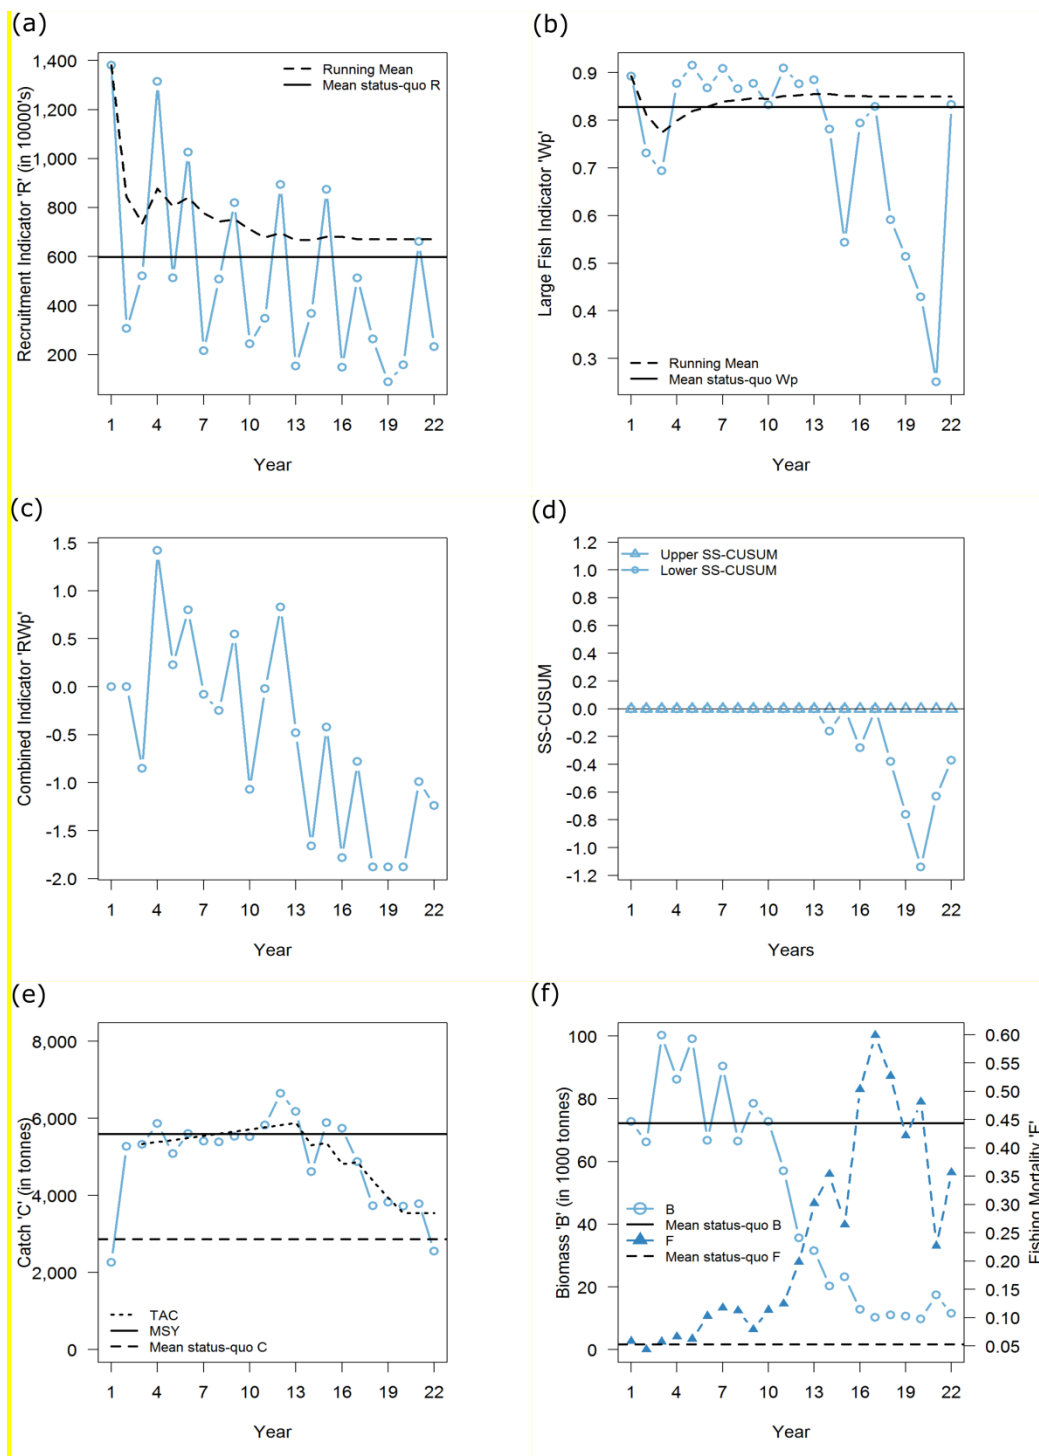 (a)
Recruitment Indicator 'R' (in 10000's)
1,400
1,200
1,000
800
600
400
200
Running Mean
Mean status-quo R
1 4 7 10 13 16 19 22
Year
(b)
Large Fish Indicator 'Wp'
0.9
0.8
0.7
0.6
0.5
0.4
0.3
Running Mean
Mean status-quo Wp
1 4 7 10 13 16 19 22
Year
(c)
Combined Indicator 'RWp'
1.5
1.0
0.5
0.0
-0.5
-1.0
-1.5
-2.0
1 4 7 10 13 16 19 22
Year
(d)
SS-CUSUM
1.2
1.0
0.8
0.6
0.4
0.2
0.0
-0.2
-0.4
-0.6
-0.8
-1.0
-1.2
Upper SS-CUSUM
Lower SS-CUSUM
1 4 7 10 13 16 19 22
Years
(e)
Catch 'C' (in tonnes)
8,000
6,000
4,000
2,000
0
TAC
MSY
Mean status-quo C
1 4 7 10 13 16 19 22
Year
(f)
Biomass 'B' (in 1000 tonnes)
100
80
60
40
20
0
B
Mean status-quo B
F
Mean status-quo F
0.60
0.55
0.50
0.45
0.40
0.35
0.30
0.25
0.20
0.15
0.10
0.05
Fishing Mortality 'F'
1 4 7 10 13 16 19 22
Year